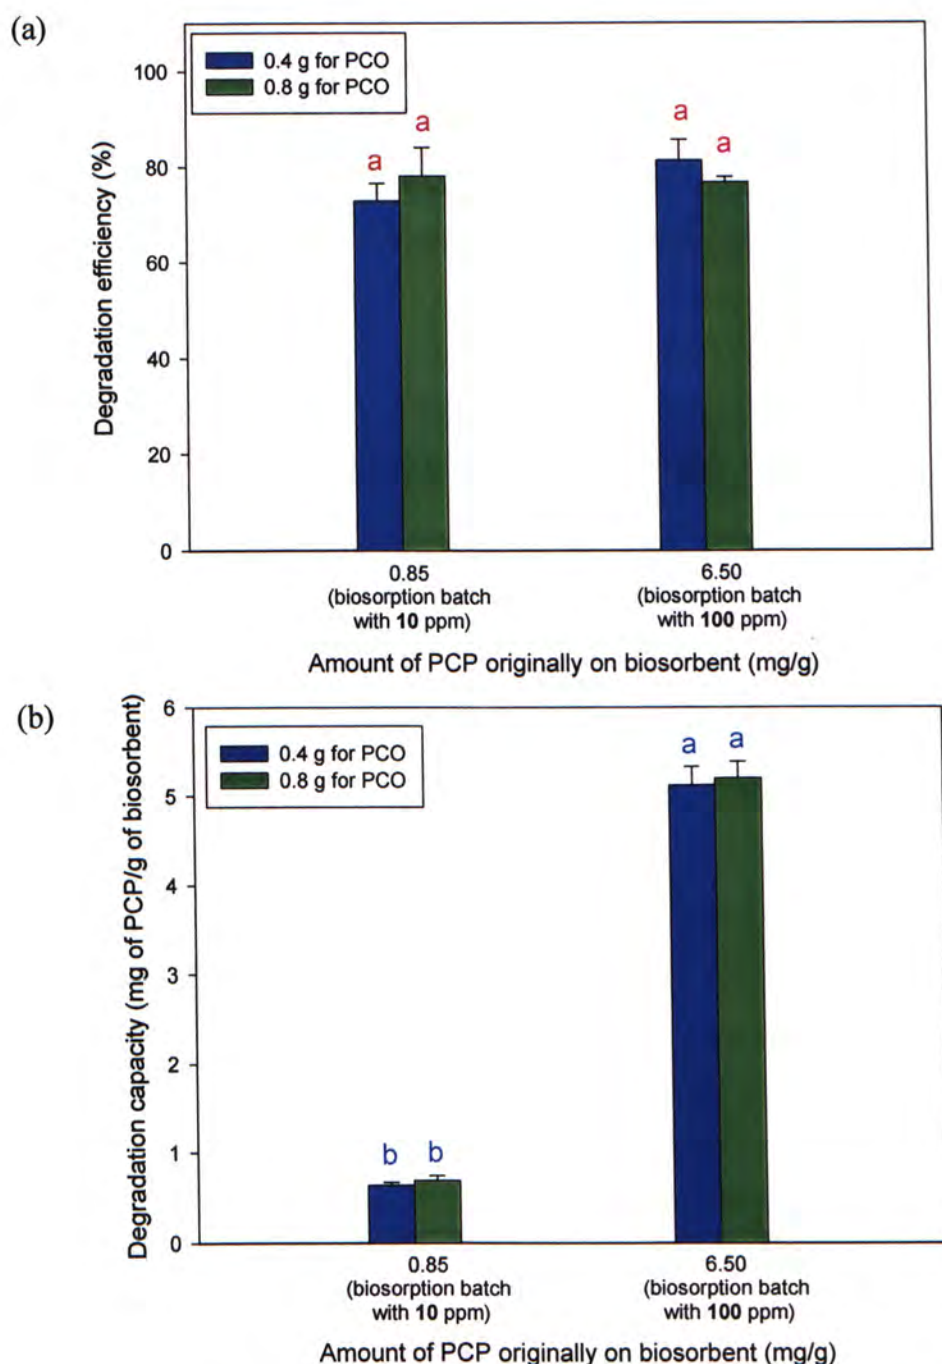 (a)
0.4 g for PCO
0.8 g for PCO
Degradation efficiency (%)
100
80
60
40
20
0
a
a
a
a
0.85
(biosorption batch
with 10 ppm)
6.50
(biosorption batch
with 100 ppm)
Amount of PCP originally on biosorbent (mg/g)
(b)
0.4 g for PCO
0.8 g for PCO
Degradation capacity (mg of PCP/g of biosorbent)
6
5
4
3
2
1
0
b
b
a
a
0.85
(biosorption batch
with 10 ppm)
6.50
(biosorption batch
with 100 ppm)
Amount of PCP originally on biosorbent (mg/g)